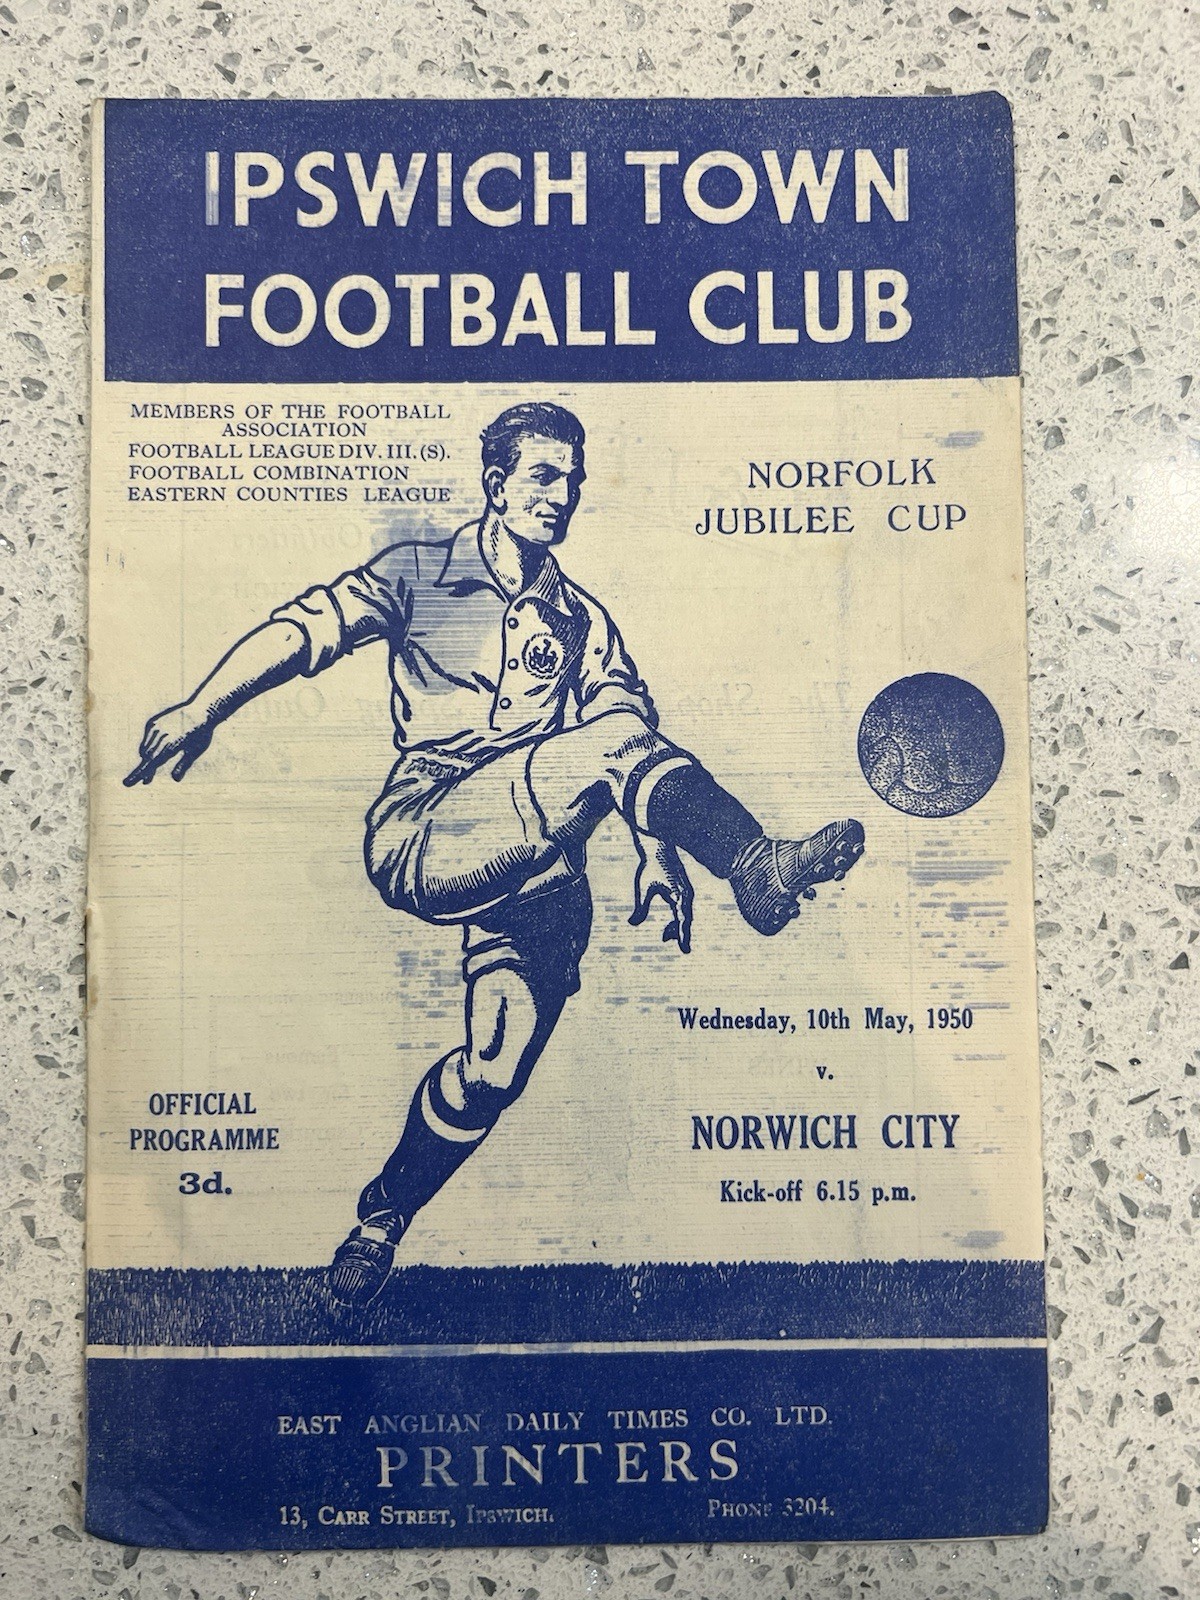 IPSWICH TOWN
FOOTBALL CLUB
MEMBERS OF THE FOOTBALL
ASSOCIATION
FOOTBALL LEAGUE DIV. III. (S).
FOOTBALL COMBINATION
EASTERN COUNTIES LEAGUE
NORFOLK
JUBILEE CUP
Wednesday, 10th May, 1950
v.
NORWICH CITY
Kick-off 6.15 p.m.
OFFICIAL
PROGRAMME
3d.
EAST ANGLIAN DAILY TIMES CO. LTD.
PRINTERS
13, CARR STREET, IPSWICH. PHONE 3204.